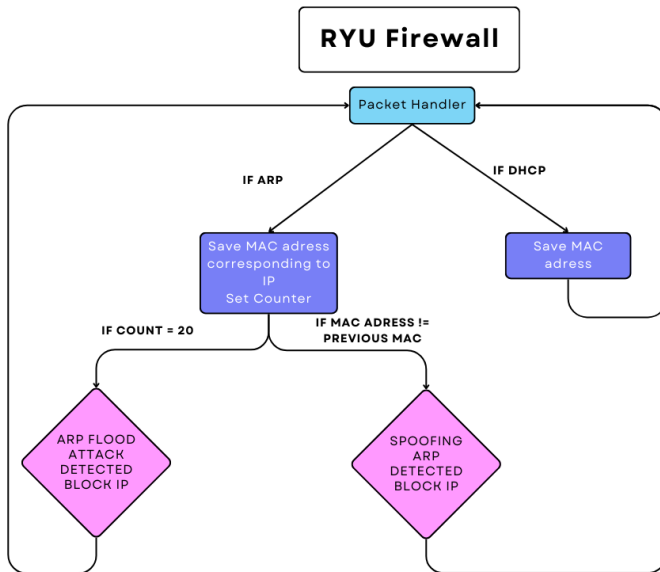 RYU Firewall
Packet Handler
IF ARP
IF DHCP
Save MAC adress
corresponding to
IP
Set Counter
Save MAC
adress
IF COUNT = 20
IF MAC ADRESS !=
PREVIOUS MAC
ARP FLOOD
ATTACK
DETECTED
BLOCK IP
SPOOFING
ARP
DETECTED
BLOCK IP